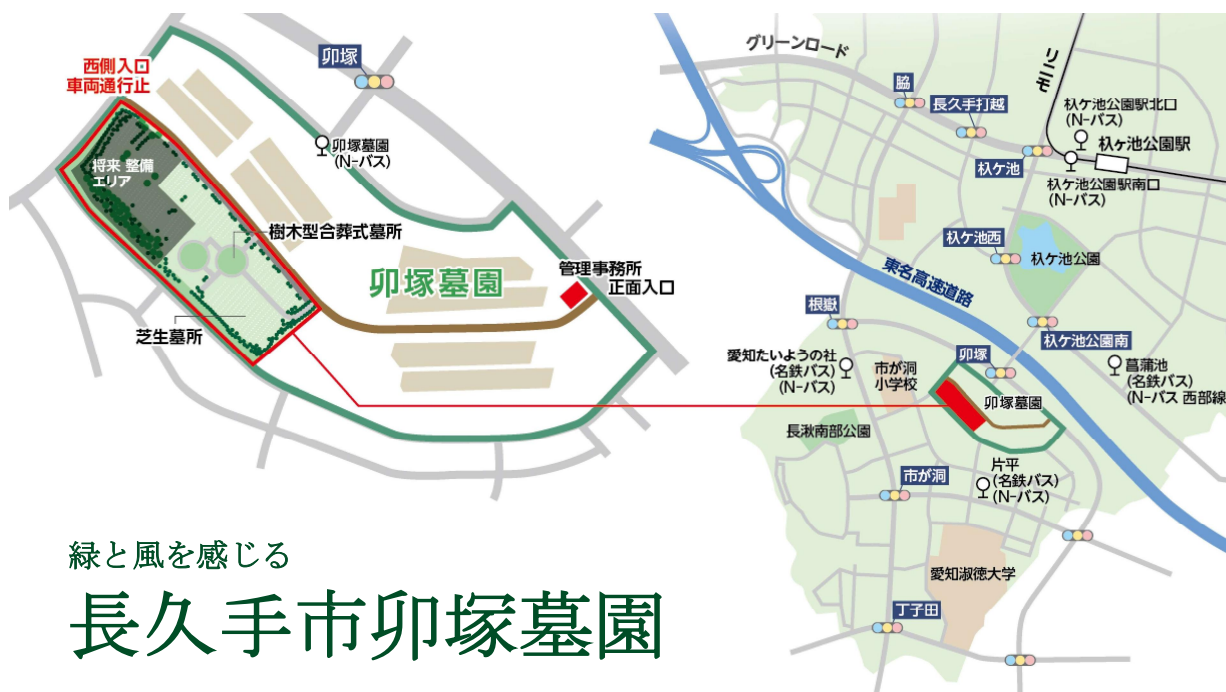 西側入口
車両通行止
将来 整備
エリア
卯塚
卯塚墓園
(N-バス)
樹木型合葬式墓所
芝生墓所
卯塚墓園
管理事務所
正面入口
グリーンロード
リニモ
脇
長久手打越
杁ケ池
杁ケ池公園駅北口
(N-バス)
杁ケ池公園駅
杁ケ池公園駅南口
(N-バス)
杁ケ池西
杁ケ池公園
東名高速道路
根嶽
杁ケ池公園南
愛知たいようの杜
(名鉄バス)
(N-バス)
市が洞
小学校
卯塚
卯塚墓園
菖蒲池
(名鉄バス)
(N-バス 西部線
長湫南部公園
片平
(名鉄バス)
(N-バス)
市が洞
愛知淑徳大学
丁子田
緑と風を感じる
長久手市卯塚墓園